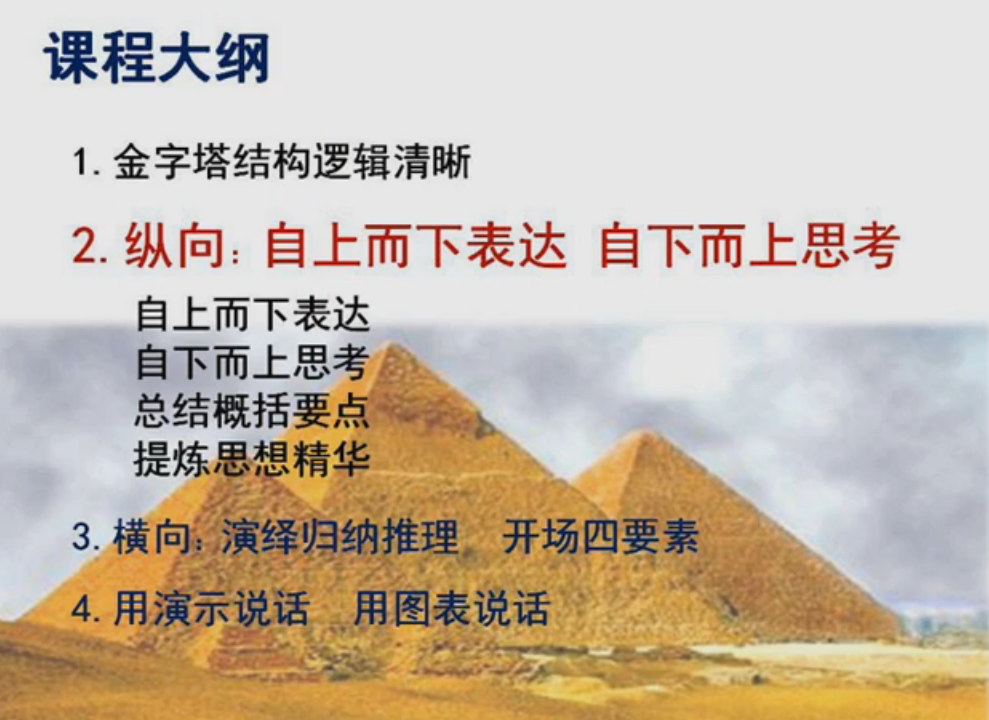 课程大纲
1.金字塔结构逻辑清晰
2.纵向：自上而下表达 自下而上思考
自上而下表达
自下而上思考
总结概括要点
提炼思想精华
3.横向：演绎归纳推理 开场四要素
4.用演示说话 用图表说话